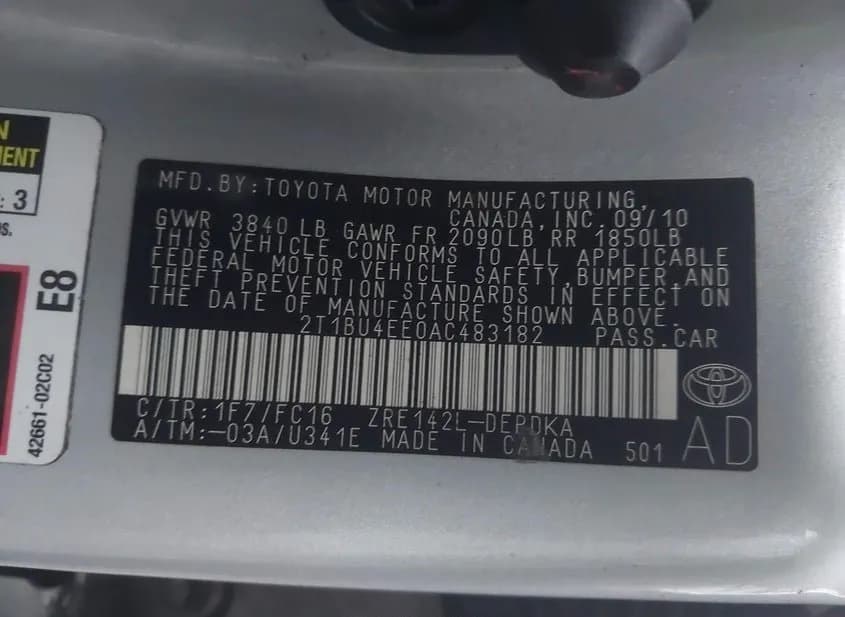 N
MENT
: 3
S.
E8
42661-02C02
MFD.BY:TOYOTA MOTOR MANUFACTURING,
CANADA,INC.09/10
GVWR 3840 LB GAWR FR 2090LB RR 1850LB
THIS VEHICLE CONFORMS TO ALL APPLICABLE
FEDERAL MOTOR VEHICLE SAFETY,BUMPER,AND
THEFT PREVENTION STANDARDS IN EFFECT ON
THE DATE OF MANUFACTURE SHOWN ABOVE.
2T1BU4EE0AC483182 PASS.CAR
C/TR:1F7/FC16 ZRE142L-DEPDKA
A/TM:-03A/U341E MADE IN CANADA 501
AD